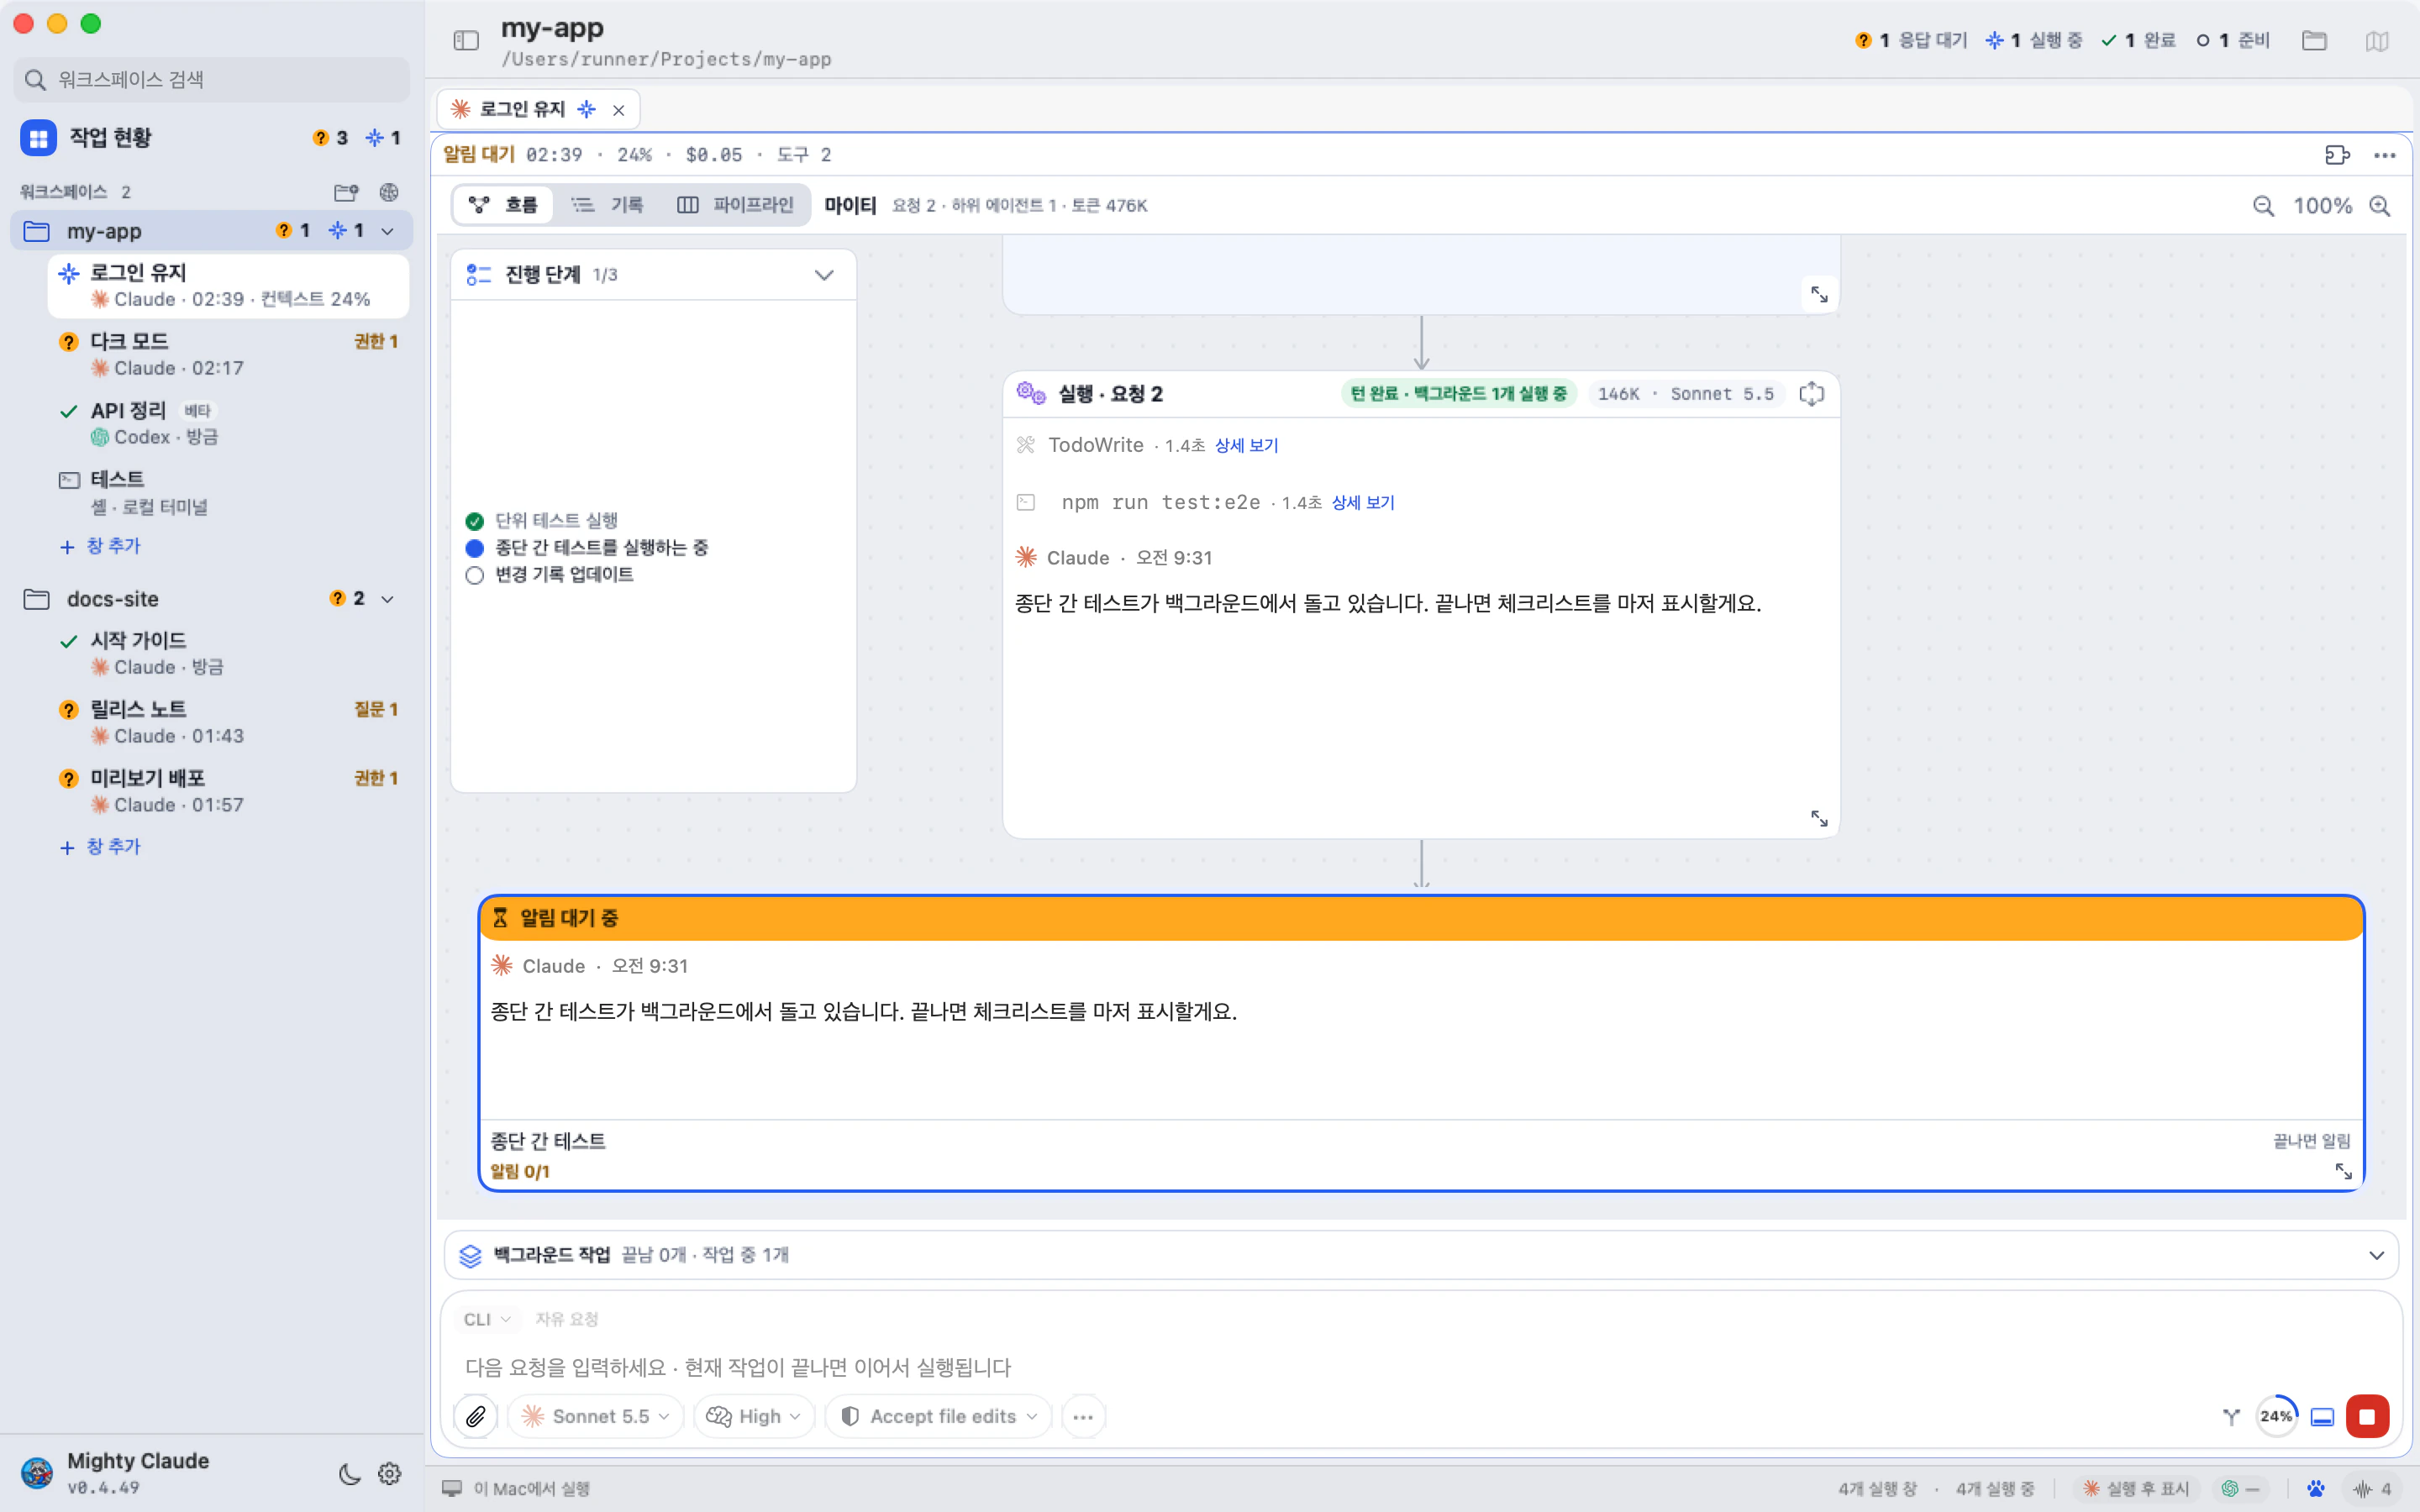 워크스페이스 검색
작업 현황 3 1
워크스페이스 2
my-app 1 1
로그인 유지
Claude · 02:39 · 컨텍스트 24%
다크 모드 권한 1
Claude · 02:17
API 정리 베타
Codex · 방금
테스트
셸 · 로컬 터미널
+ 창 추가
docs-site 2
시작 가이드
Claude · 방금
릴리스 노트 질문 1
Claude · 01:43
미리보기 배포 권한 1
Claude · 01:57
+ 창 추가
Mighty Claude
v0.4.49
my-app
/Users/runner/Projects/my-app
1 응답 대기 1 실행 중 1 완료 1 준비
로그인 유지
알림 대기 02:39 · 24% · $0.05 · 도구 2
흐름 기록 파이프라인 마이티 요청 2 · 하위 에이전트 1 · 토큰 476K
100%
진행 단계 1/3
단위 테스트 실행
종단 간 테스트를 실행하는 중
변경 기록 업데이트
실행 · 요청 2 턴 완료 · 백그라운드 1개 실행 중 146K · Sonnet 5.5
TodoWrite · 1.4초 상세 보기
npm run test:e2e · 1.4초 상세 보기
Claude · 오전 9:31
종단 간 테스트가 백그라운드에서 돌고 있습니다. 끝나면 체크리스트를 마저 표시할게요.
알림 대기 중
Claude · 오전 9:31
종단 간 테스트가 백그라운드에서 돌고 있습니다. 끝나면 체크리스트를 마저 표시할게요.
종단 간 테스트 끝나면 알림
알림 0/1
백그라운드 작업 끝남 0개 · 작업 중 1개
CLI 자유 요청
다음 요청을 입력하세요 · 현재 작업이 끝나면 이어서 실행됩니다
Sonnet 5.5 High Accept file edits 24%
이 Mac에서 실행 4개 실행 창 · 4개 실행 중 실행 후 표시 — 4